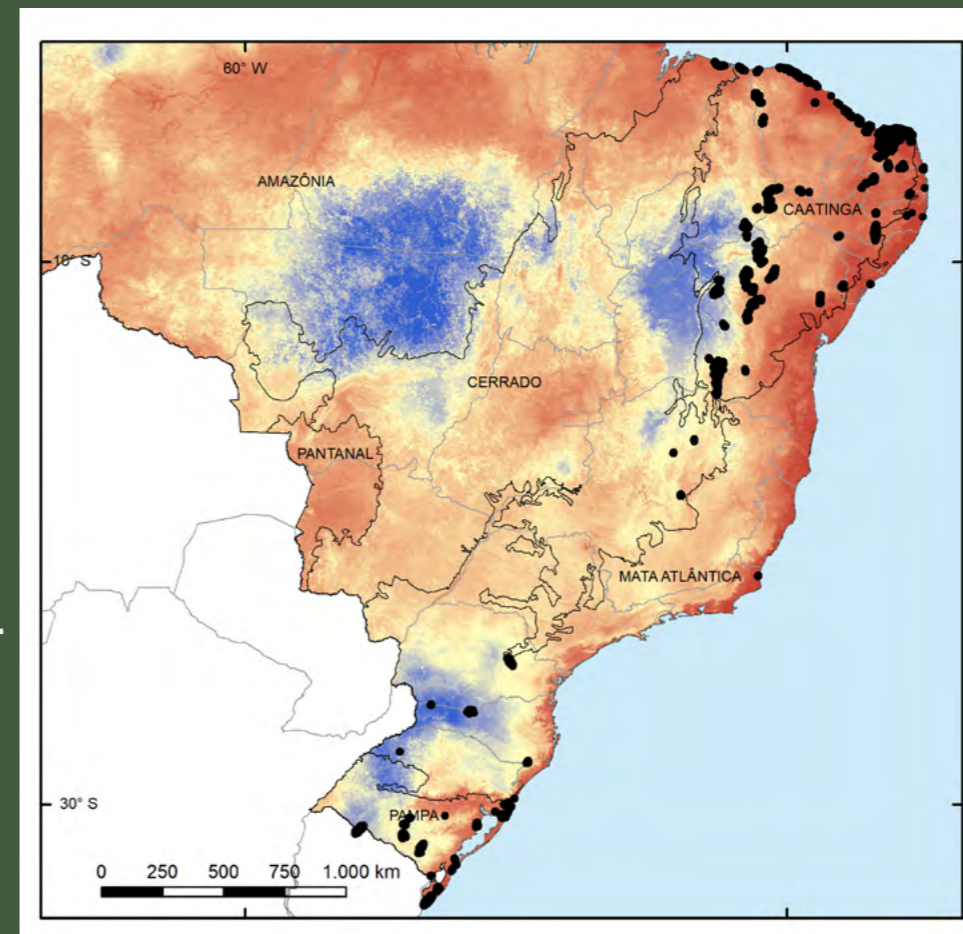 60° W
AMAZÔNIA
CAATINGA
10° S
CERRADO
PANTANAL
MATA ATLÂNTICA
30° S
PAMPA
0 250 500 750 1.000 km